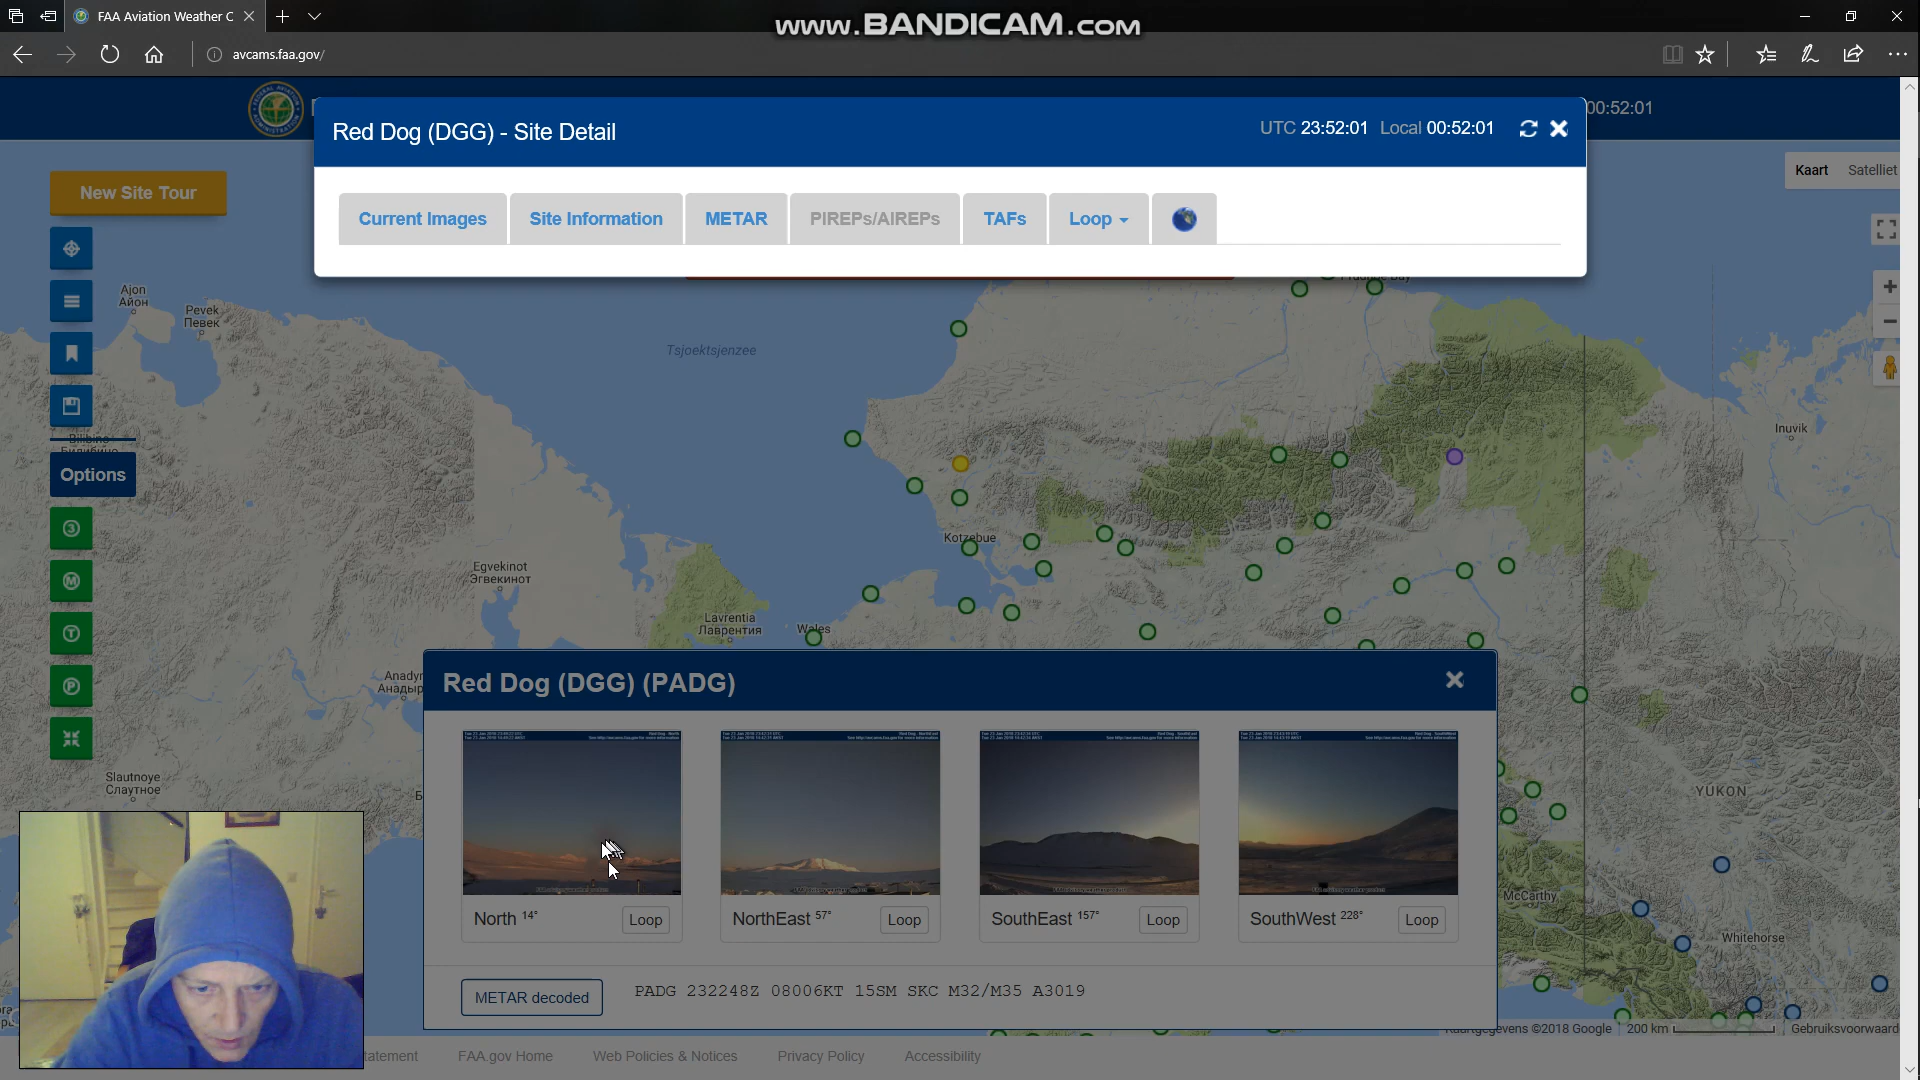 FAA Aviation Weather C
www.BANDICAM.com
avcams.faa.gov/
00:52:01
Red Dog (DGG) - Site Detail
UTC 23:52:01 Local 00:52:01
Current Images
Site Information
METAR
PIREPs/AIREPs
TAFs
Loop
New Site Tour
Kaart
Satelliet
Ajon
Айон
Pevek
Певек
Tsjoektsjenzee
Bilibino
Options
Inuvik
Kotzebue
Egvekinot
Эгвекинот
Lavrentia
Лаврентия
Wales
Anadyr
Анадыр
Red Dog (DGG) (PADG)
Slautnoye
Слаутное
YUKON
North 14°
Loop
NorthEast 57°
Loop
SouthEast 157°
Loop
SouthWest 228°
Loop
McCarthy
Whitehorse
METAR decoded
PADG 232248Z 08006KT 15SM SKC M32/M35 A3019
Kaartgegevens ©2018 Google
200 km
Gebruiksvoorwaard
tatement
FAA.gov Home
Web Policies & Notices
Privacy Policy
Accessibility